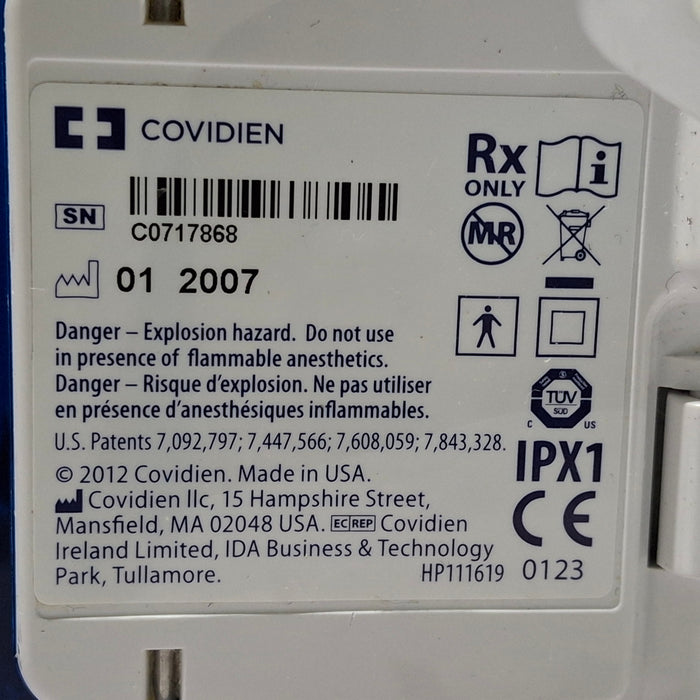 COVIDIEN
Rx
ONLY
i
SN
C0717868
MR
01 2007
Danger – Explosion hazard. Do not use
in presence of flammable anesthetics.
Danger – Risque d'explosion. Ne pas utiliser
en présence d'anesthésiques inflammables.
TÜV
SÜD
C US
U.S. Patents 7,092,797; 7,447,566; 7,608,059; 7,843,328.
IPX1
© 2012 Covidien. Made in USA.
Covidien llc, 15 Hampshire Street,
Mansfield, MA 02048 USA. EC REP Covidien
Ireland Limited, IDA Business & Technology
Park, Tullamore.
HP111619
CE
0123